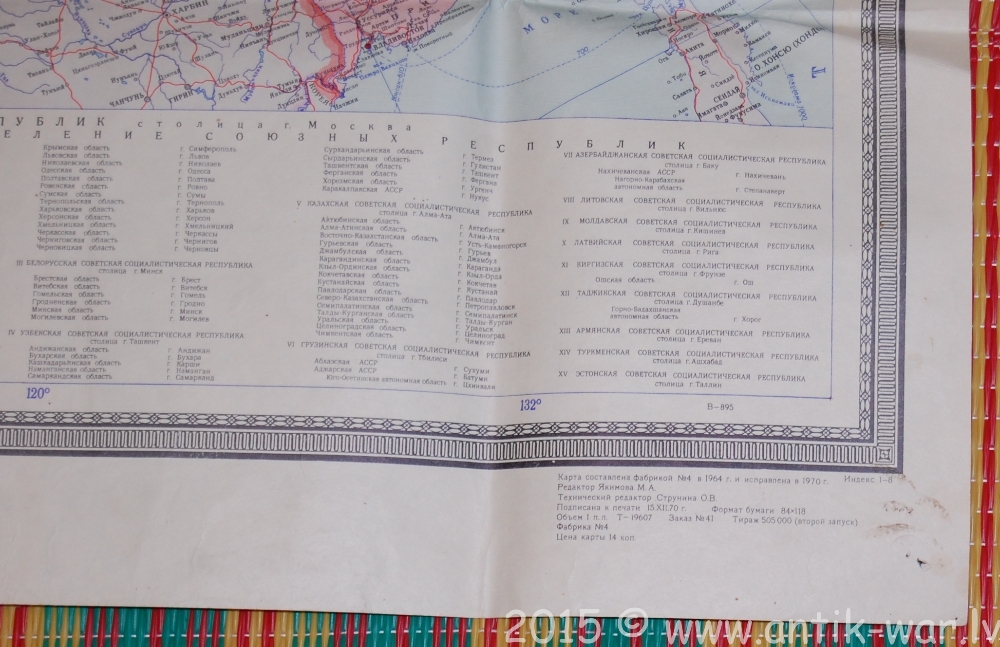 ХАРБИН
ВЛАДИВОСТОК
Находка
ЧАНЧУНЬ
ГИРИН
МОРЕ
О. ХОНСЮ (ХОНДО)
СЕНДАЙ
Акита
Мориока
Ямагата
Фукусима
ПУБЛИК столица г. Москва
ЕЛЕНИЕ СОЮЗНЫХ РЕСПУБЛИК
Крымская область г. Симферополь
Львовская область г. Львов
Николаевская область г. Николаев
Одесская область г. Одесса
Полтавская область г. Полтава
Ровенская область г. Ровно
Сумская область г. Сумы
Тернопольская область г. Тернополь
Харьковская область г. Харьков
Херсонская область г. Херсон
Хмельницкая область г. Хмельницкий
Черкасская область г. Черкассы
Черниговская область г. Чернигов
Черновицкая область г. Черновцы
III БЕЛОРУССКАЯ СОВЕТСКАЯ СОЦИАЛИСТИЧЕСКАЯ РЕСПУБЛИКА
столица г. Минск
Брестская область г. Брест
Витебская область г. Витебск
Гомельская область г. Гомель
Гродненская область г. Гродно
Минская область г. Минск
Могилевская область г. Могилев
IV УЗБЕКСКАЯ СОВЕТСКАЯ СОЦИАЛИСТИЧЕСКАЯ РЕСПУБЛИКА
столица г. Ташкент
Андижанская область г. Андижан
Бухарская область г. Бухара
Кашкадарьинская область г. Карши
Наманганская область г. Наманган
Самаркандская область г. Самарканд
Сурхандарьинская область г. Термез
Сырдарьинская область г. Гулистан
Ташкентская область г. Ташкент
Ферганская область г. Фергана
Хорезмская область г. Ургенч
Каракалпакская АССР г. Нукус
V КАЗАХСКАЯ СОВЕТСКАЯ СОЦИАЛИСТИЧЕСКАЯ РЕСПУБЛИКА
столица г. Алма-Ата
Актюбинская область г. Актюбинск
Алма-Атинская область г. Алма-Ата
Восточно-Казахстанская область г. Усть-Каменогорск
Гурьевская область г. Гурьев
Джамбулская область г. Джамбул
Карагандинская область г. Караганда
Кзыл-Ординская область г. Кзыл-Орда
Кокчетавская область г. Кокчетав
Кустанайская область г. Кустанай
Павлодарская область г. Павлодар
Северо-Казахстанская область г. Петропавловск
Семипалатинская область г. Семипалатинск
Талды-Курганская область г. Талды-Курган
Уральская область г. Уральск
Целиноградская область г. Целиноград
Чимкентская область г. Чимкент
VI ГРУЗИНСКАЯ СОВЕТСКАЯ СОЦИАЛИСТИЧЕСКАЯ РЕСПУБЛИКА
столица г. Тбилиси
Абхазская АССР г. Сухуми
Аджарская АССР г. Батуми
Юго-Осетинская автономная область г. Цхинвали
VII АЗЕРБАЙДЖАНСКАЯ СОВЕТСКАЯ СОЦИАЛИСТИЧЕСКАЯ РЕСПУБЛИКА
столица г. Баку
Нахичеванская АССР г. Нахичевань
Нагорно-Карабахская
автономная область г. Степанакерт
VIII ЛИТОВСКАЯ СОВЕТСКАЯ СОЦИАЛИСТИЧЕСКАЯ РЕСПУБЛИКА
столица г. Вильнюс
IX МОЛДАВСКАЯ СОВЕТСКАЯ СОЦИАЛИСТИЧЕСКАЯ РЕСПУБЛИКА
столица г. Кишинев
X ЛАТВИЙСКАЯ СОВЕТСКАЯ СОЦИАЛИСТИЧЕСКАЯ РЕСПУБЛИКА
столица г. Рига
XI КИРГИЗСКАЯ СОВЕТСКАЯ СОЦИАЛИСТИЧЕСКАЯ РЕСПУБЛИКА
столица г. Фрунзе
Ошская область г. Ош
XII ТАДЖИКСКАЯ СОВЕТСКАЯ СОЦИАЛИСТИЧЕСКАЯ РЕСПУБЛИКА
столица г. Душанбе
Горно-Бадахшанская
автономная область г. Хорог
XIII АРМЯНСКАЯ СОВЕТСКАЯ СОЦИАЛИСТИЧЕСКАЯ РЕСПУБЛИКА
столица г. Ереван
XIV ТУРКМЕНСКАЯ СОВЕТСКАЯ СОЦИАЛИСТИЧЕСКАЯ РЕСПУБЛИКА
столица г. Ашхабад
XV ЭСТОНСКАЯ СОВЕТСКАЯ СОЦИАЛИСТИЧЕСКАЯ РЕСПУБЛИКА
столица г. Таллин
120° 132° В-895
Карта составлена фабрикой №4 в 1964 г. и исправлена в 1970 г. Индекс 1-8
Редактор Якимова М.А.
Технический редактор Струнина О.В.
Подписана к печати 15.XII.70 г. Формат бумаги 84×118
Объем 1 п.л. Т-19607 Заказ №41 Тираж 505 000 (второй запуск)
Фабрика №4
Цена карты 14 коп.
2015 © www.antik-war.lv